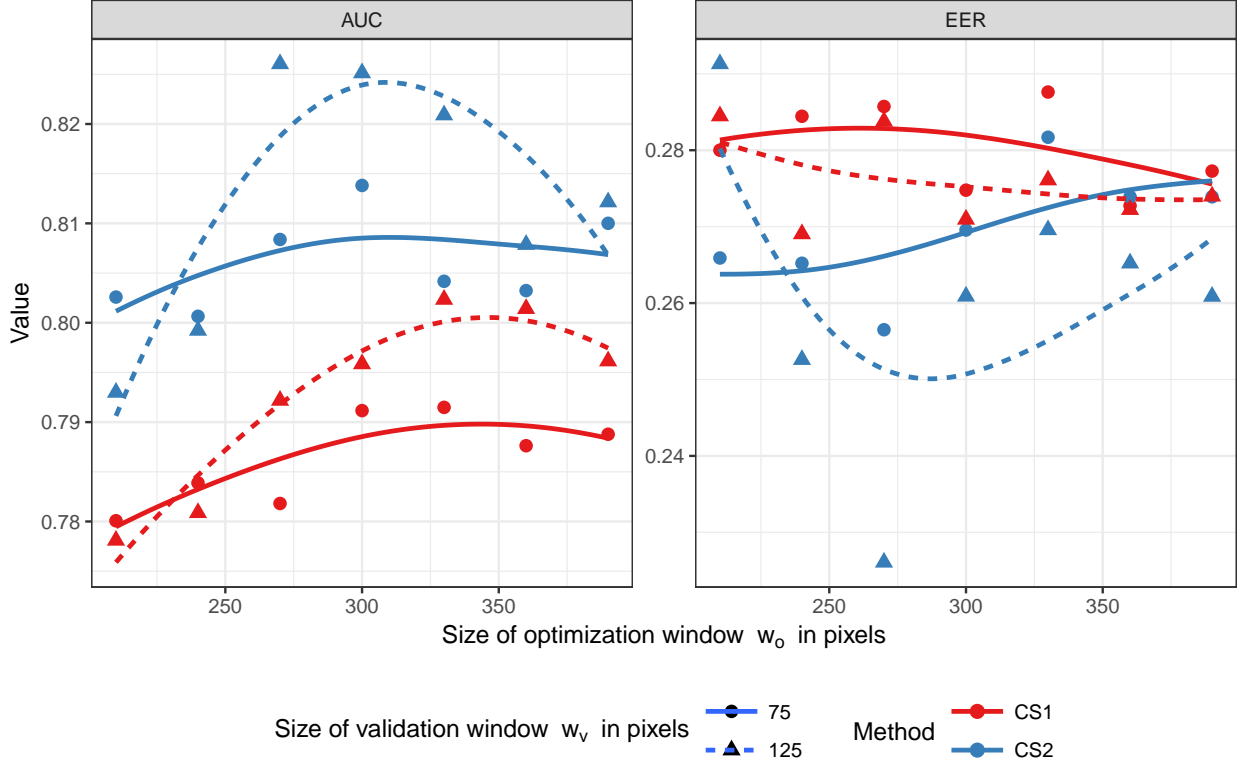 AUC
EER
Value
0.82
0.81
0.80
0.79
0.78
0.28
0.26
0.24
250
300
350
250
300
350
Size of optimization window w_o in pixels
Size of validation window w_v in pixels
75
125
Method
CS1
CS2